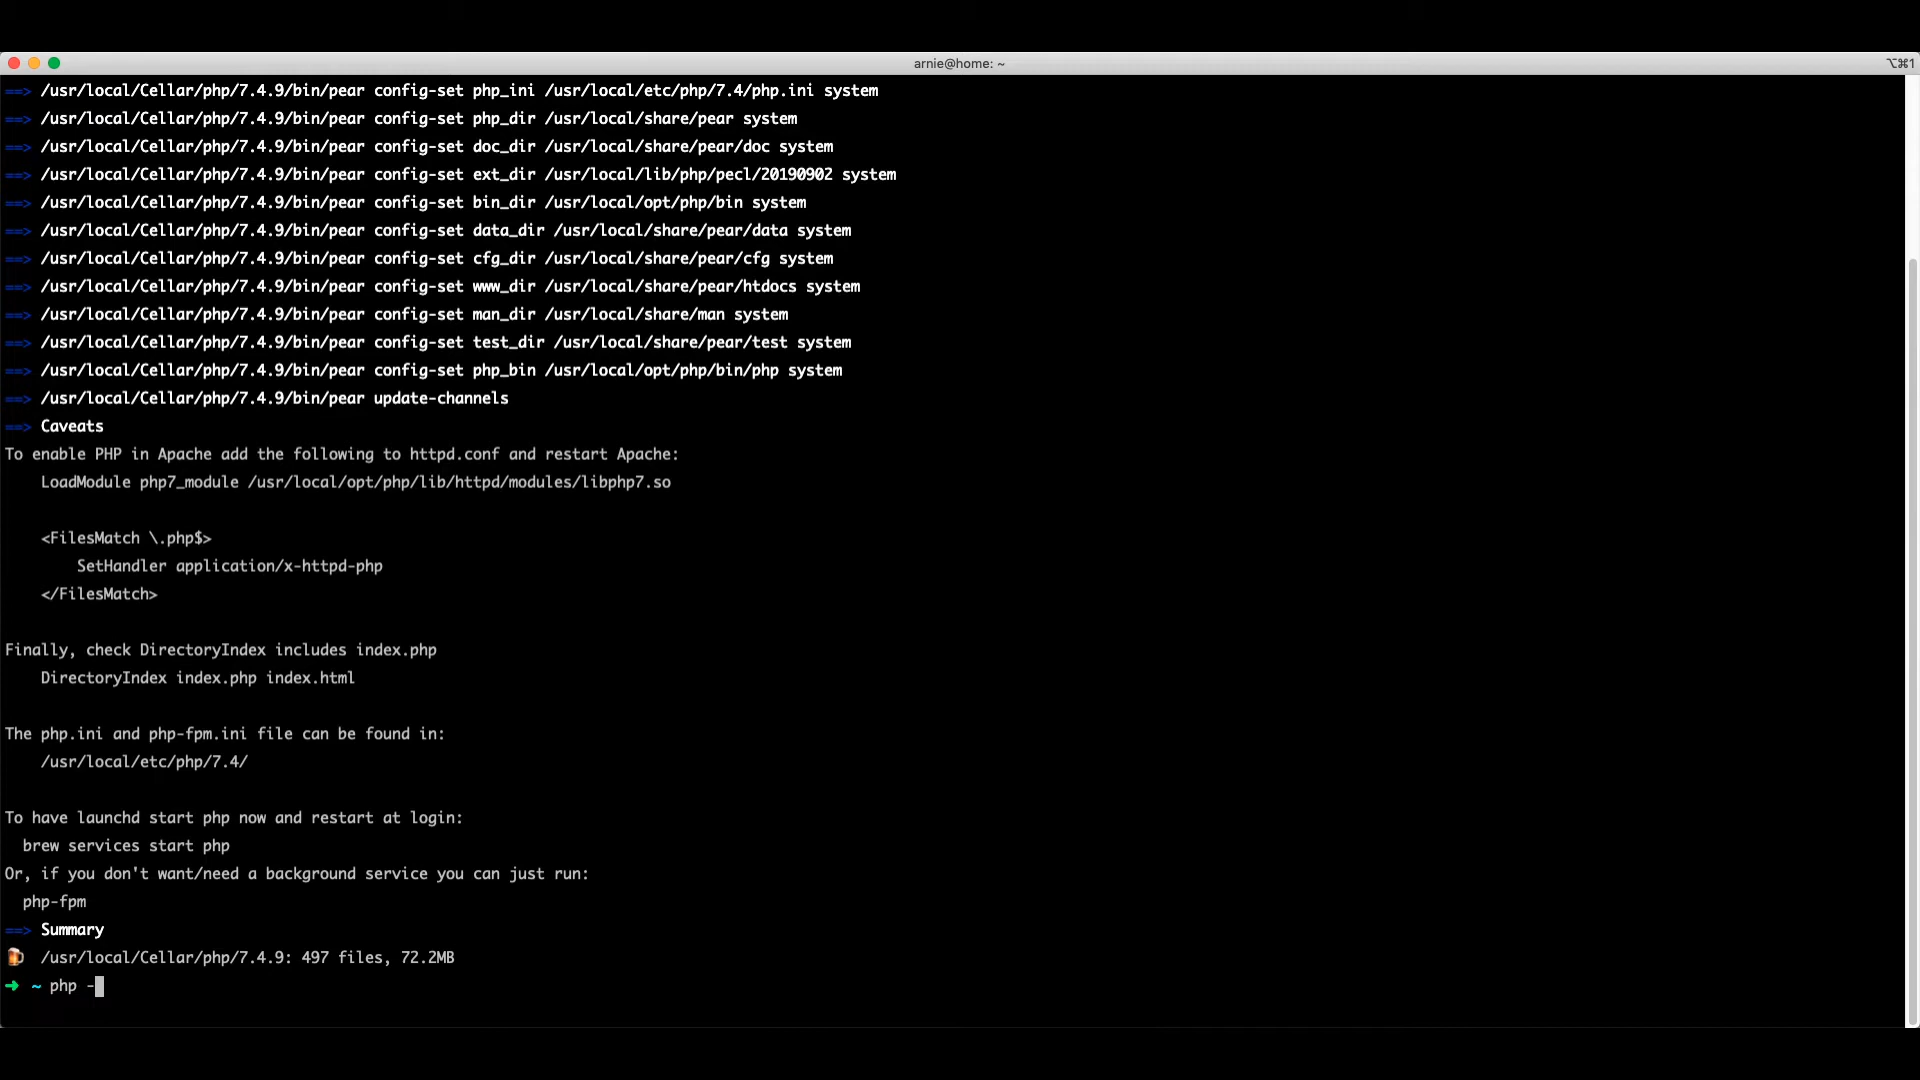 arnie@home: ~
⌥⌘1
==> /usr/local/Cellar/php/7.4.9/bin/pear config-set php_ini /usr/local/etc/php/7.4/php.ini system
==> /usr/local/Cellar/php/7.4.9/bin/pear config-set php_dir /usr/local/share/pear system
==> /usr/local/Cellar/php/7.4.9/bin/pear config-set doc_dir /usr/local/share/pear/doc system
==> /usr/local/Cellar/php/7.4.9/bin/pear config-set ext_dir /usr/local/lib/php/pecl/20190902 system
==> /usr/local/Cellar/php/7.4.9/bin/pear config-set bin_dir /usr/local/opt/php/bin system
==> /usr/local/Cellar/php/7.4.9/bin/pear config-set data_dir /usr/local/share/pear/data system
==> /usr/local/Cellar/php/7.4.9/bin/pear config-set cfg_dir /usr/local/share/pear/cfg system
==> /usr/local/Cellar/php/7.4.9/bin/pear config-set www_dir /usr/local/share/pear/htdocs system
==> /usr/local/Cellar/php/7.4.9/bin/pear config-set man_dir /usr/local/share/man system
==> /usr/local/Cellar/php/7.4.9/bin/pear config-set test_dir /usr/local/share/pear/test system
==> /usr/local/Cellar/php/7.4.9/bin/pear config-set php_bin /usr/local/opt/php/bin/php system
==> /usr/local/Cellar/php/7.4.9/bin/pear update-channels
==> Caveats
To enable PHP in Apache add the following to httpd.conf and restart Apache:
LoadModule php7_module /usr/local/opt/php/lib/httpd/modules/libphp7.so
<FilesMatch \.php$>
SetHandler application/x-httpd-php
</FilesMatch>
Finally, check DirectoryIndex includes index.php
DirectoryIndex index.php index.html
The php.ini and php-fpm.ini file can be found in:
/usr/local/etc/php/7.4/
To have launchd start php now and restart at login:
brew services start php
Or, if you don't want/need a background service you can just run:
php-fpm
==> Summary
🍺 /usr/local/Cellar/php/7.4.9: 497 files, 72.2MB
➜ ~ php -